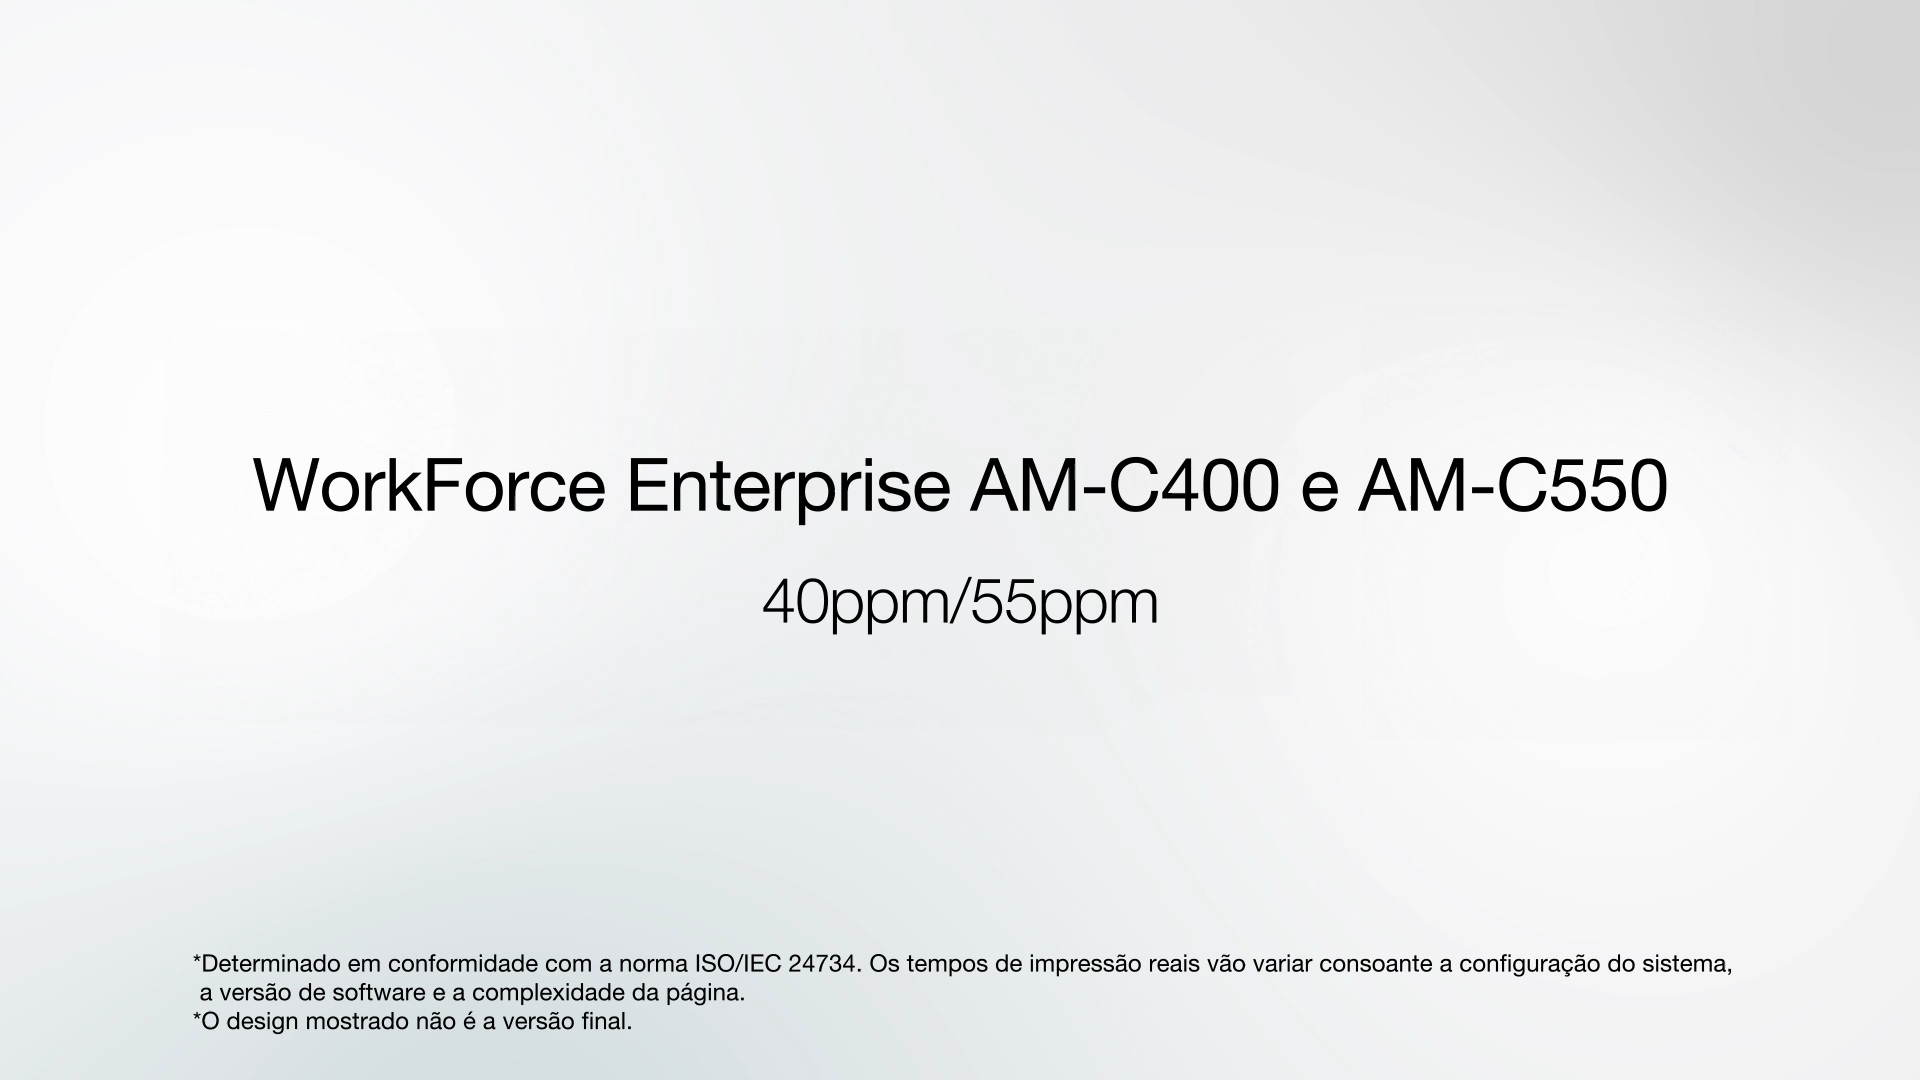 WorkForce Enterprise AM-C400 e AM-C550
40ppm/55ppm
*Determinado em conformidade com a norma ISO/IEC 24734. Os tempos de impressão reais vão variar consoante a configuração do sistema,
a versão de software e a complexidade da página.
*O design mostrado não é a versão final.